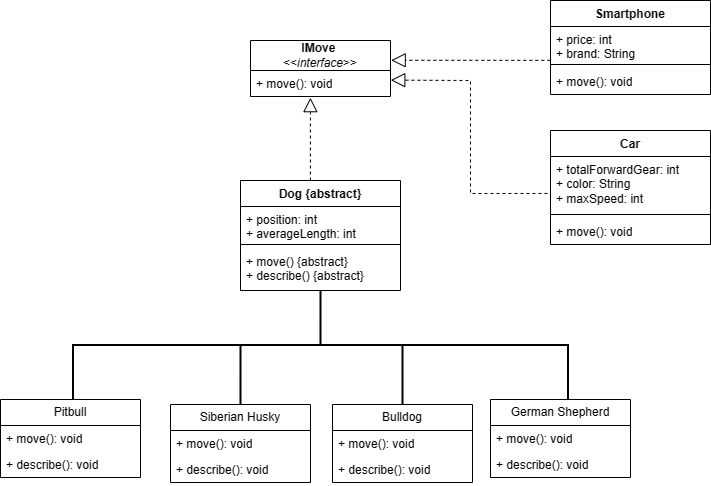 IMove
<<interface>>
+ move(): void
Smartphone
+ price: int
+ brand: String
+ move(): void
Car
+ totalForwardGear: int
+ color: String
+ maxSpeed: int
+ move(): void
Dog {abstract}
+ position: int
+ averageLength: int
+ move() {abstract}
+ describe() {abstract}
Pitbull
+ move(): void
+ describe(): void
Siberian Husky
+ move(): void
+ describe(): void
Bulldog
+ move(): void
+ describe(): void
German Shepherd
+ move(): void
+ describe(): void